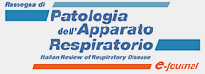 Rassegna di
Patologia
dell'Apparato
Respiratorio
Italian Review of Respiratory Disease
e-journal